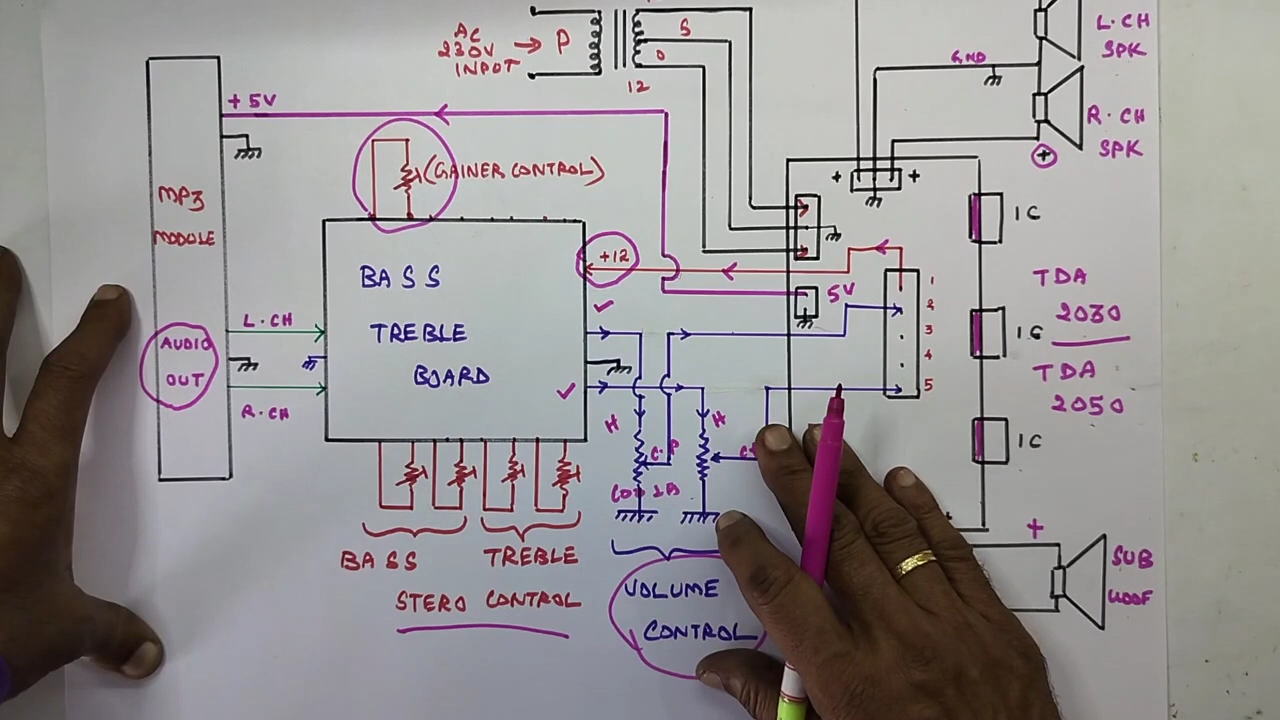 AC
230V
INPOT
P
S
0
12
L.CH
SPK
GND
R.CH
SPK
+
+ 5V
(GAINER CONTROL)
+
+
MP3
MODULE
IC
+12
BASS
TREBLE
BOARD
5V
1
2
3
4
5
TDA
2030
IC
TDA
2050
L.CH
AUDIO
OUT
R.CH
H
H
C.P
IC
BASS
TREBLE
STERO CONTROL
VOLUME
CONTROL
+
SUB
WOOF